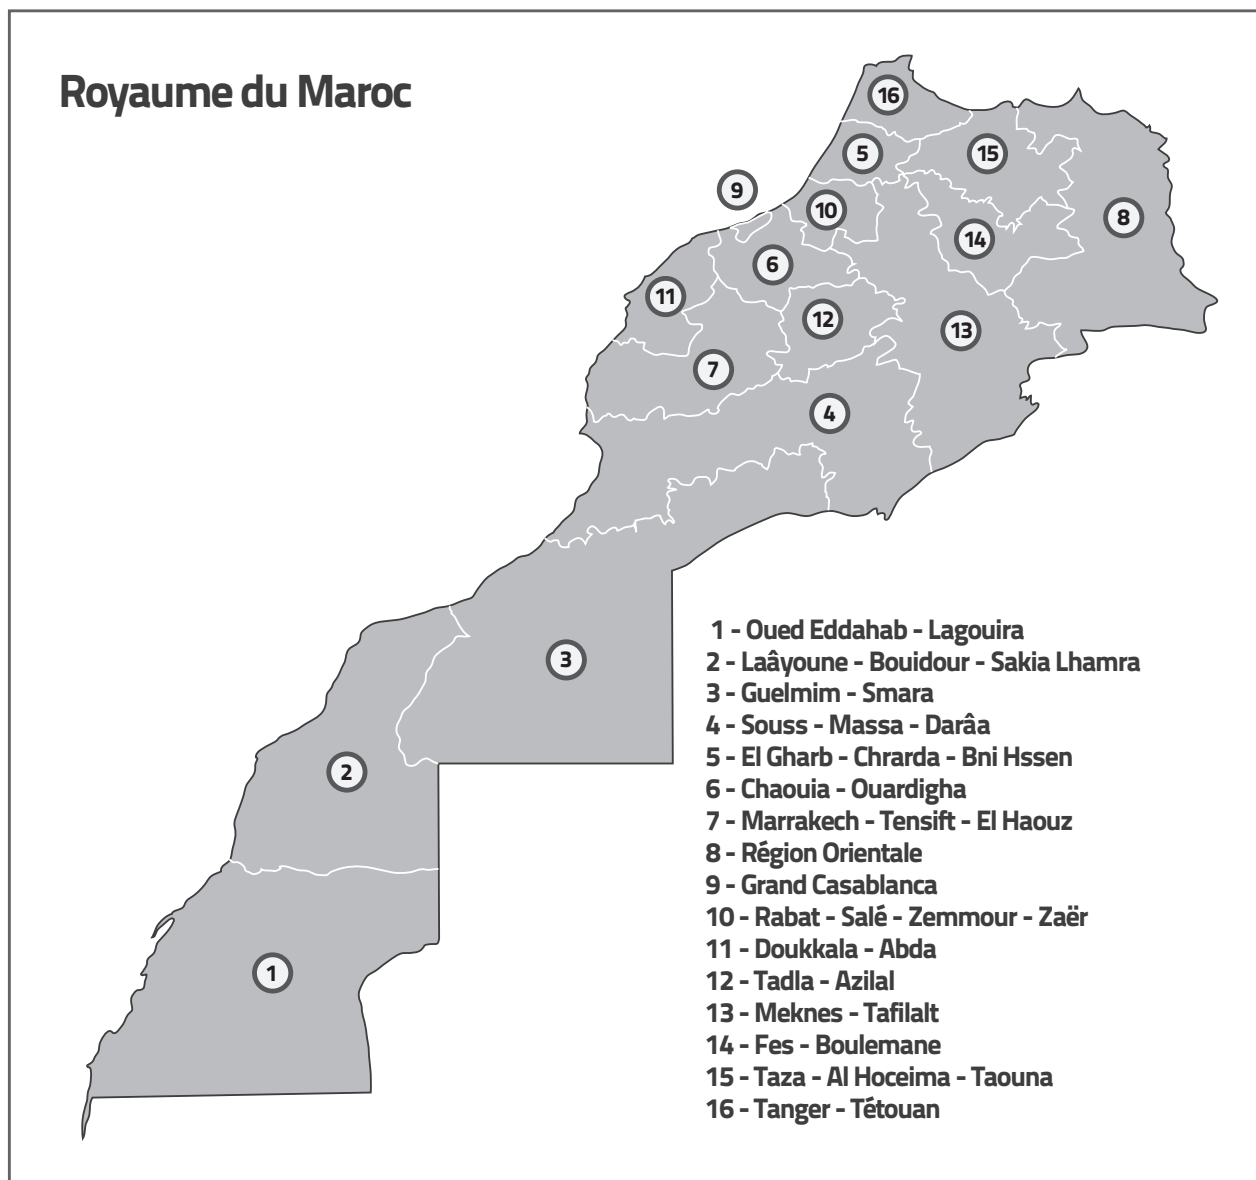 Royaume du Maroc
16
5
15
9
10
8
14
6
11
12
13
7
4
3
2
1
1 - Oued Eddahab - Lagouira
2 - Laâyoune - Bouidour - Sakia Lhamra
3 - Guelmim - Smara
4 - Souss - Massa - Darâa
5 - El Gharb - Chrarda - Bni Hssen
6 - Chaouia - Ouardigha
7 - Marrakech - Tensift - El Haouz
8 - Région Orientale
9 - Grand Casablanca
10 - Rabat - Salé - Zemmour - Zaër
11 - Doukkala - Abda
12 - Tadla - Azilal
13 - Meknes - Tafilalt
14 - Fes - Boulemane
15 - Taza - Al Hoceima - Taouna
16 - Tanger - Tétouan